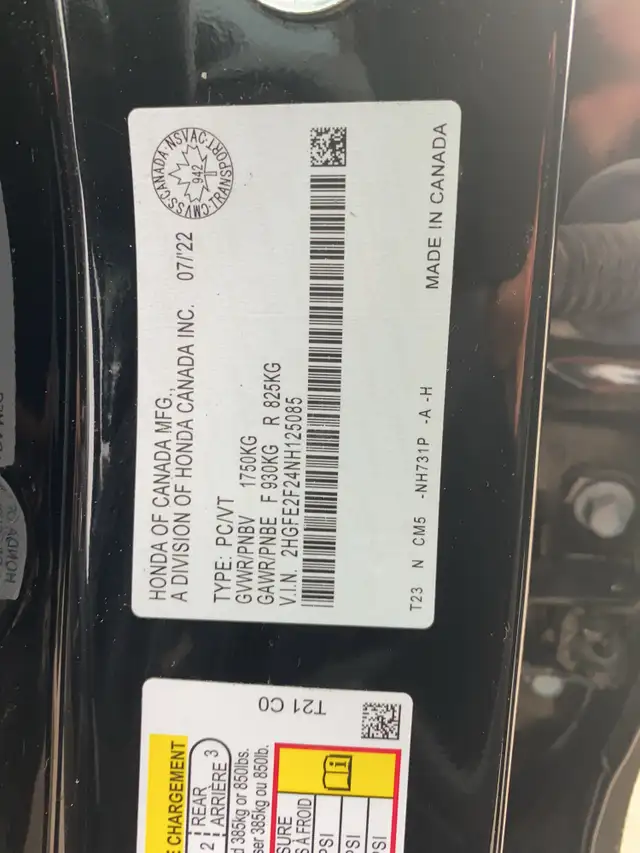 HONDA OF CANADA MFG.,
A DIVISION OF HONDA CANADA INC. 07/'22
CANADA·NSVAC·TRANSPORT·CMVSS
942
TYPE: PC/VT
GVWR/PNBV 1750KG
GAWR/PNBE F 930KG R 825KG
V.I.N. 2HGFE2F24NH125085
MADE IN CANADA
T23 N CM5 -NH731P -A -H
T21 C0
E CHARGEMENT
2 REAR
ARRIÈRE 3
d 385kg or 850lbs.
ser 385kg ou 850lb.
SURE
S À FROID
PSI
PSI
PSI